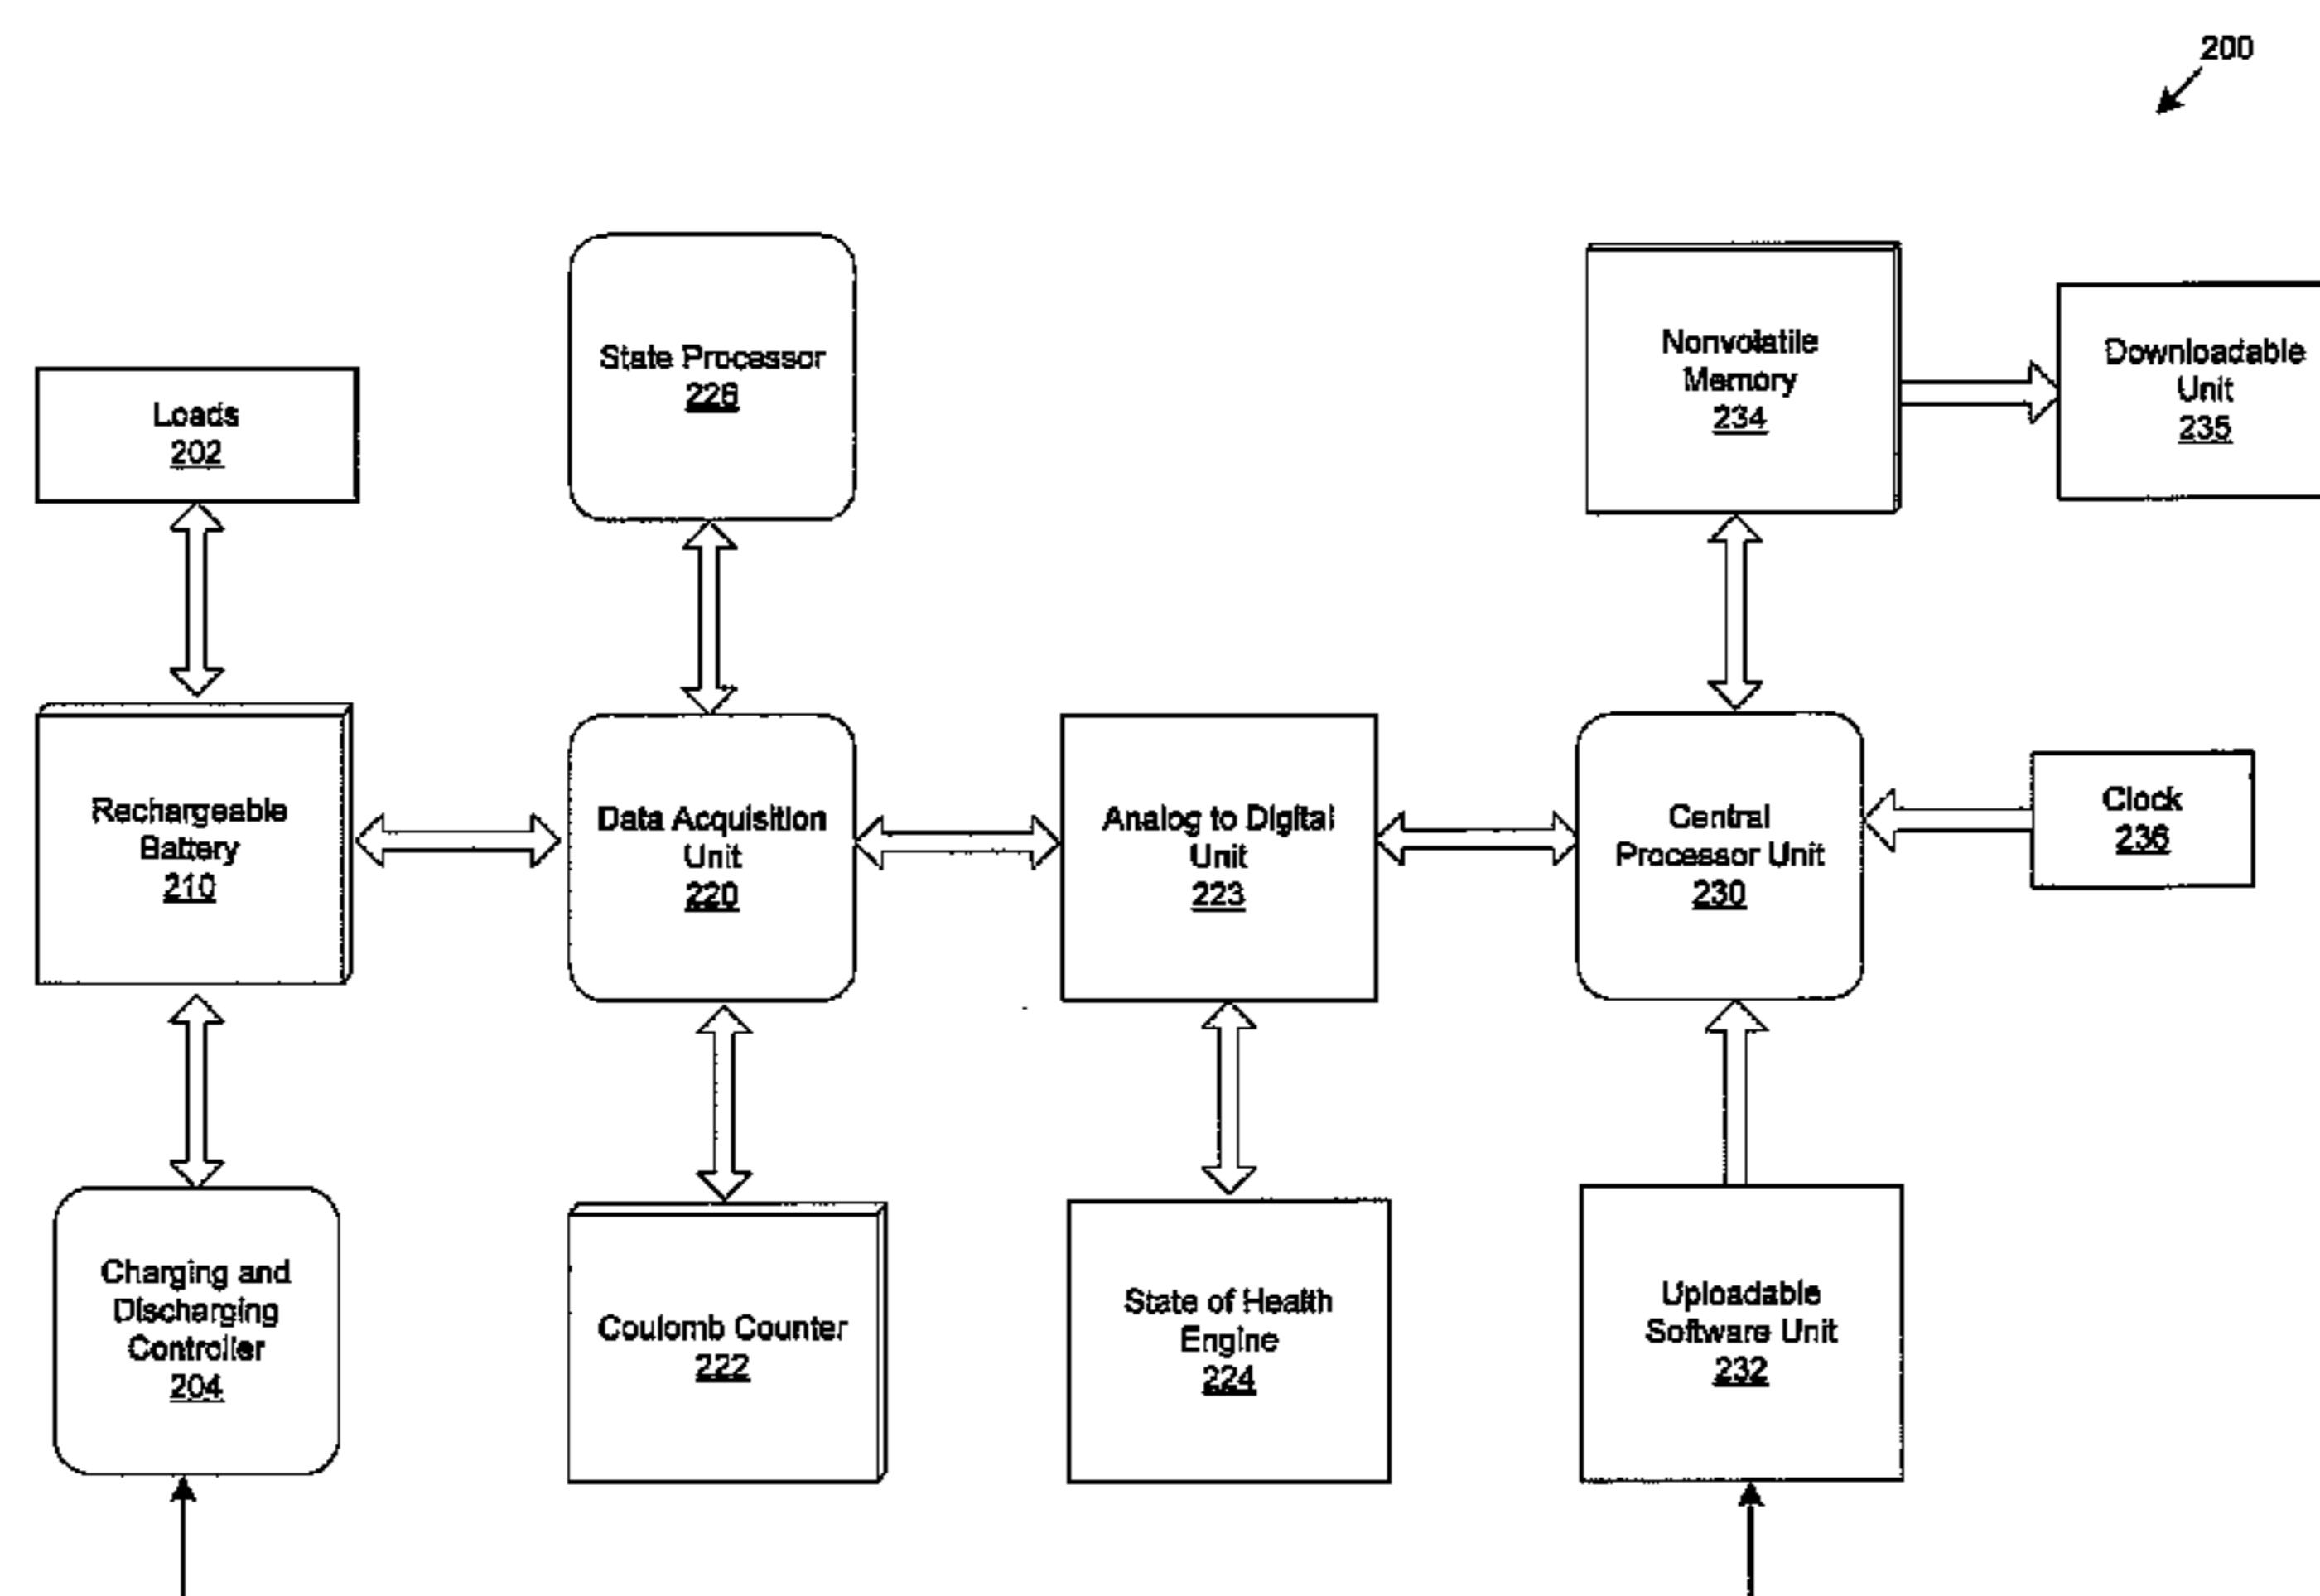 200
State Processor
226
Nonvolatile
Memory
234
Downloadable
Unit
235
Loads
202
Rechargeable
Battery
210
Data Acquisition
Unit
220
Analog to Digital
Unit
223
Central
Processor Unit
230
Clock
236
Charging and
Discharging
Controller
204
Coulomb Counter
222
State of Health
Engine
224
Uploadable
Software Unit
232